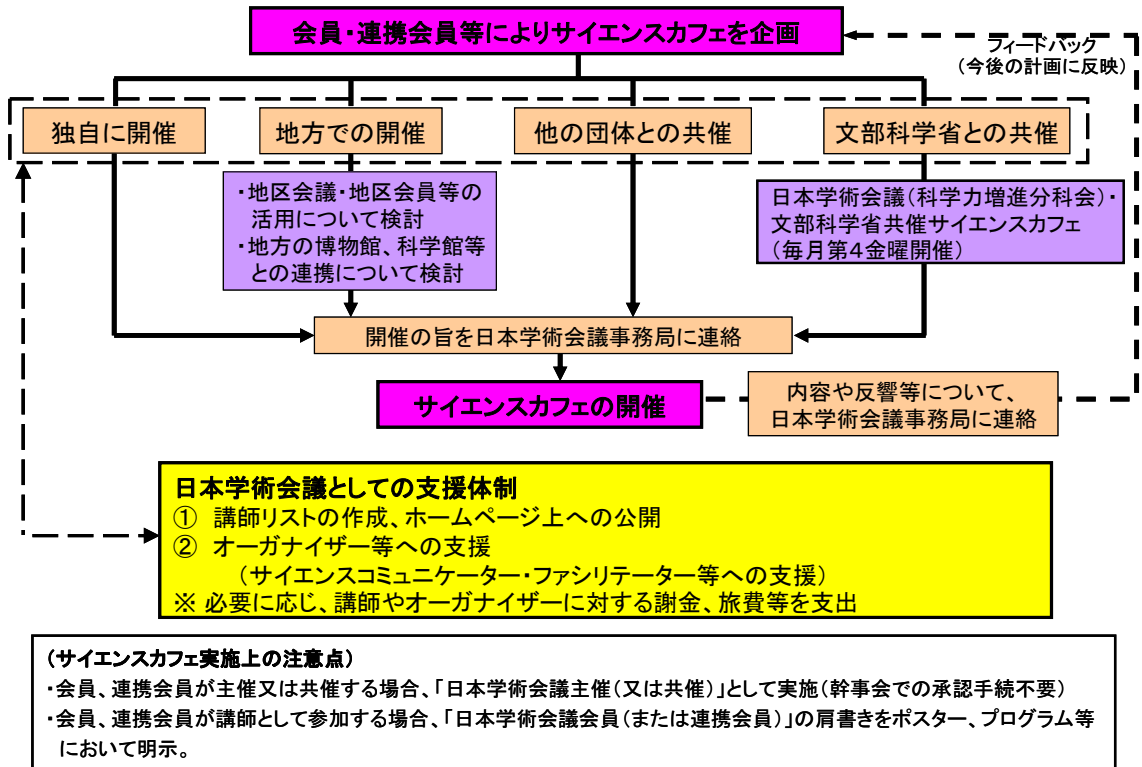 会員・連携会員等によりサイエンスカフェを企画
フィードバック
(今後の計画に反映)
独自に開催
地方での開催
他の団体との共催
文部科学省との共催
・地区会議・地区会員等の
活用について検討
・地方の博物館、科学館等
との連携について検討
日本学術会議(科学力増進分科会)・
文部科学省共催サイエンスカフェ
(毎月第4金曜開催)
開催の旨を日本学術会議事務局に連絡
サイエンスカフェの開催
内容や反響等について、
日本学術会議事務局に連絡
日本学術会議としての支援体制
① 講師リストの作成、ホームページ上への公開
② オーガナイザー等への支援
(サイエンスコミュニケーター・ファシリテーター等への支援)
※ 必要に応じ、講師やオーガナイザーに対する謝金、旅費等を支出
(サイエンスカフェ実施上の注意点)
・会員、連携会員が主催又は共催する場合、「日本学術会議主催(又は共催)」として実施(幹事会での承認手続不要)
・会員、連携会員が講師として参加する場合、「日本学術会議会員(または連携会員)」の肩書きをポスター、プログラム等
において明示。